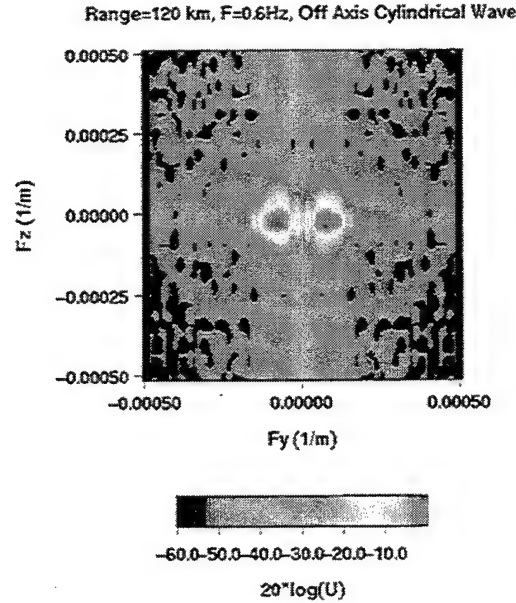 Range=120 km, F=0.6Hz, Off Axis Cylindrical Wave
0.00050
0.00025
0.00000
-0.00025
-0.00050
Fz (1/m)
-0.00050 0.00000 0.00050
Fy (1/m)
-60.0-50.0-40.0-30.0-20.0-10.0
20*log(U)